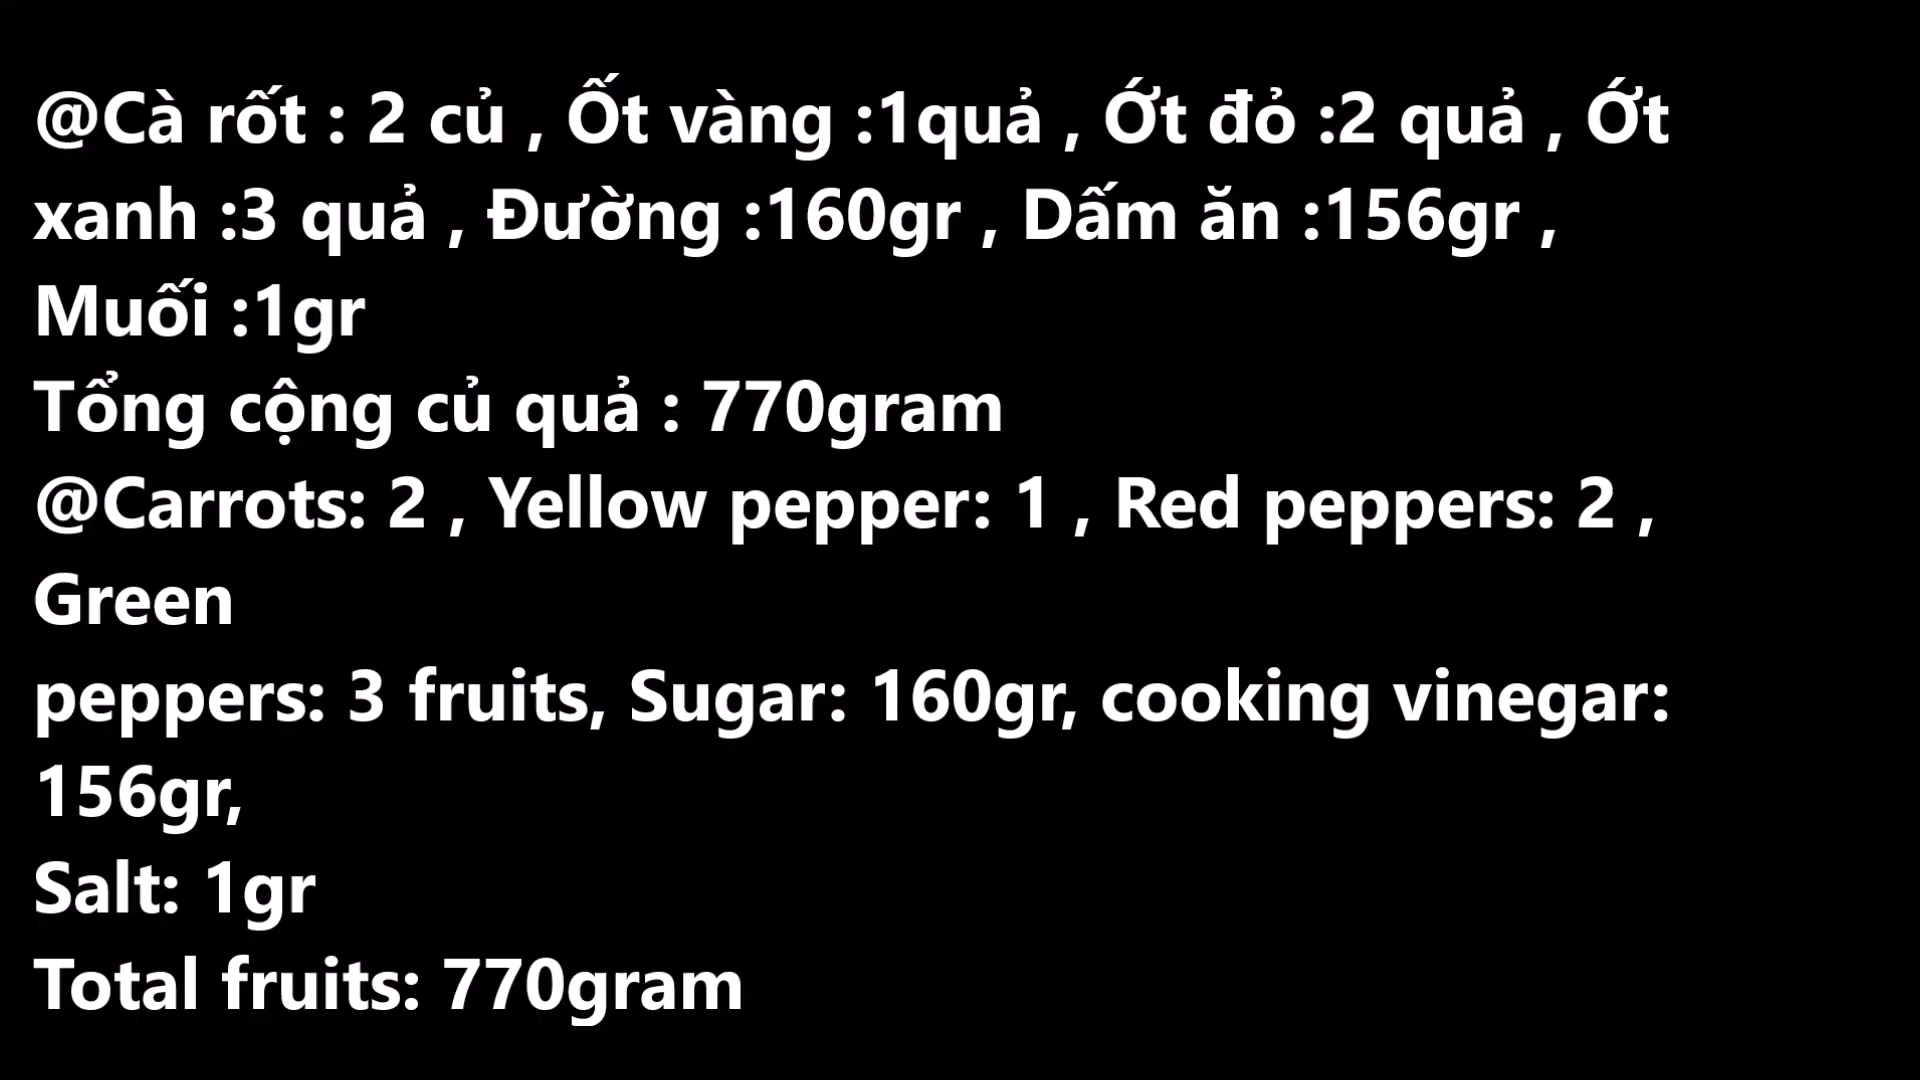 @Cà rốt : 2 củ , Ốt vàng :1quả , Ớt đỏ :2 quả , Ớt
xanh :3 quả , Đường :160gr , Dấm ăn :156gr ,
Muối :1gr
Tổng cộng củ quả : 770gram
@Carrots: 2 , Yellow pepper: 1 , Red peppers: 2 ,
Green
peppers: 3 fruits, Sugar: 160gr, cooking vinegar:
156gr,
Salt: 1gr
Total fruits: 770gram